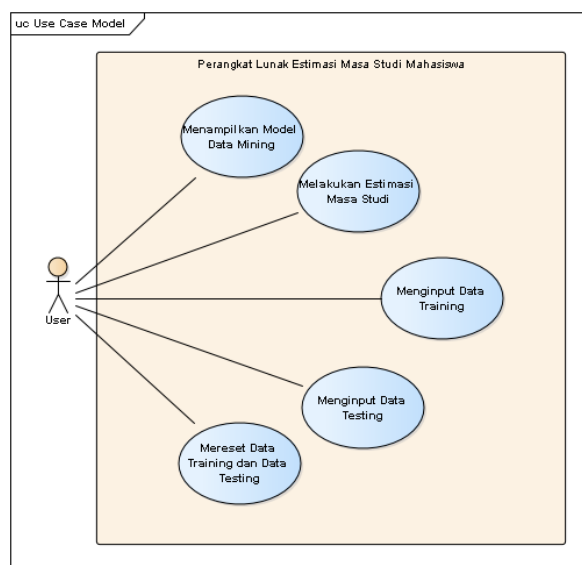 uc Use Case Model
Perangkat Lunak Estimasi Masa Studi Mahasiswa
Menampilkan Model
Data Mining
Melakukan Estimasi
Masa Studi
User
Menginput Data
Training
Menginput Data
Testing
Mereset Data
Training dan Data
Testing